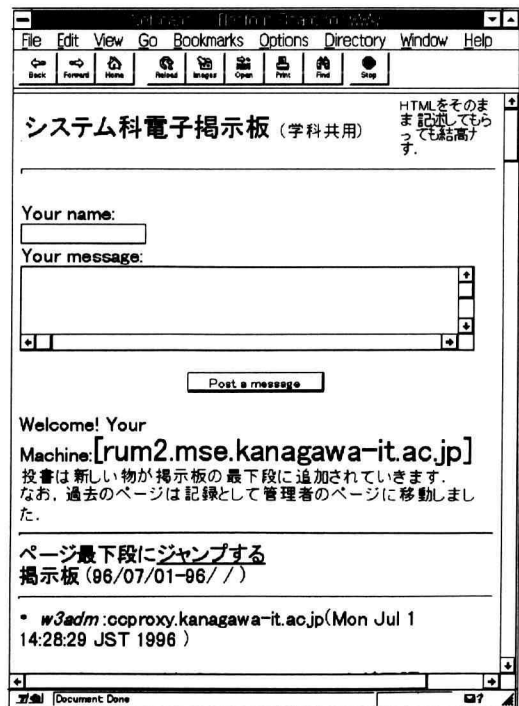 File Edit View Go Bookmarks Options Directory Window Help
Back Forward Home Reload Images Open Print Find Stop
システム科電子掲示板 (学科共用)
HTMLをそのま
ま記述してもら
っても結構で
す.
Your name:
Your message:
Post a message
Welcome! Your
Machine:[rum2.mse.kanagawa-it.ac.jp]
投書は新しい物が掲示板の最下段に追加されていきます.
なお, 過去のページは記録として管理者のページに移動しまし
た.
ページ最下段にジャンプする
掲示板 (96/07/01-96/ / )
• w3adm :ccproxy.kanagawa-it.ac.jp(Mon Jul 1
14:28:29 JST 1996 )
Document: Done